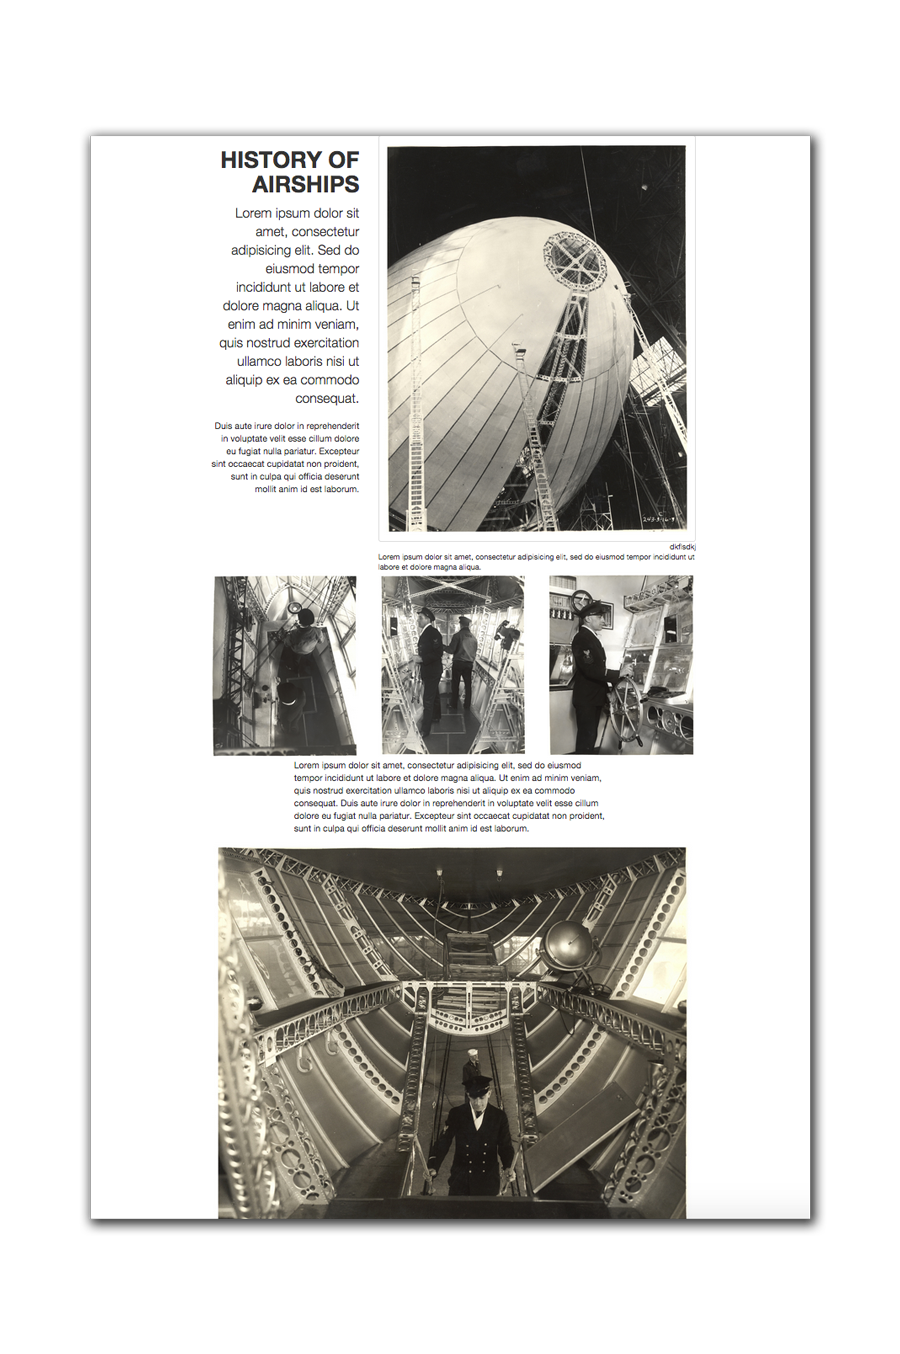 HISTORY OF
AIRSHIPS
Lorem ipsum dolor sit
amet, consectetur
adipisicing elit. Sed do
eiusmod tempor
incididunt ut labore et
dolore magna aliqua. Ut
enim ad minim veniam,
quis nostrud exercitation
ullamco laboris nisi ut
aliquip ex ea commodo
consequat.
Duis aute irure dolor in reprehenderit
in voluptate velit esse cillum dolore
eu fugiat nulla pariatur. Excepteur
sint occaecat cupidatat non proident,
sunt in culpa qui officia deserunt
mollit anim id est laborum.
dkflsdkj
Lorem ipsum dolor sit amet, consectetur adipisicing elit, sed do eiusmod tempor incididunt ut
labore et dolore magna aliqua.
Lorem ipsum dolor sit amet, consectetur adipisicing elit, sed do eiusmod
tempor incididunt ut labore et dolore magna aliqua. Ut enim ad minim veniam,
quis nostrud exercitation ullamco laboris nisi ut aliquip ex ea commodo
consequat. Duis aute irure dolor in reprehenderit in voluptate velit esse cillum
dolore eu fugiat nulla pariatur. Excepteur sint occaecat cupidatat non proident,
sunt in culpa qui officia deserunt mollit anim id est laborum.